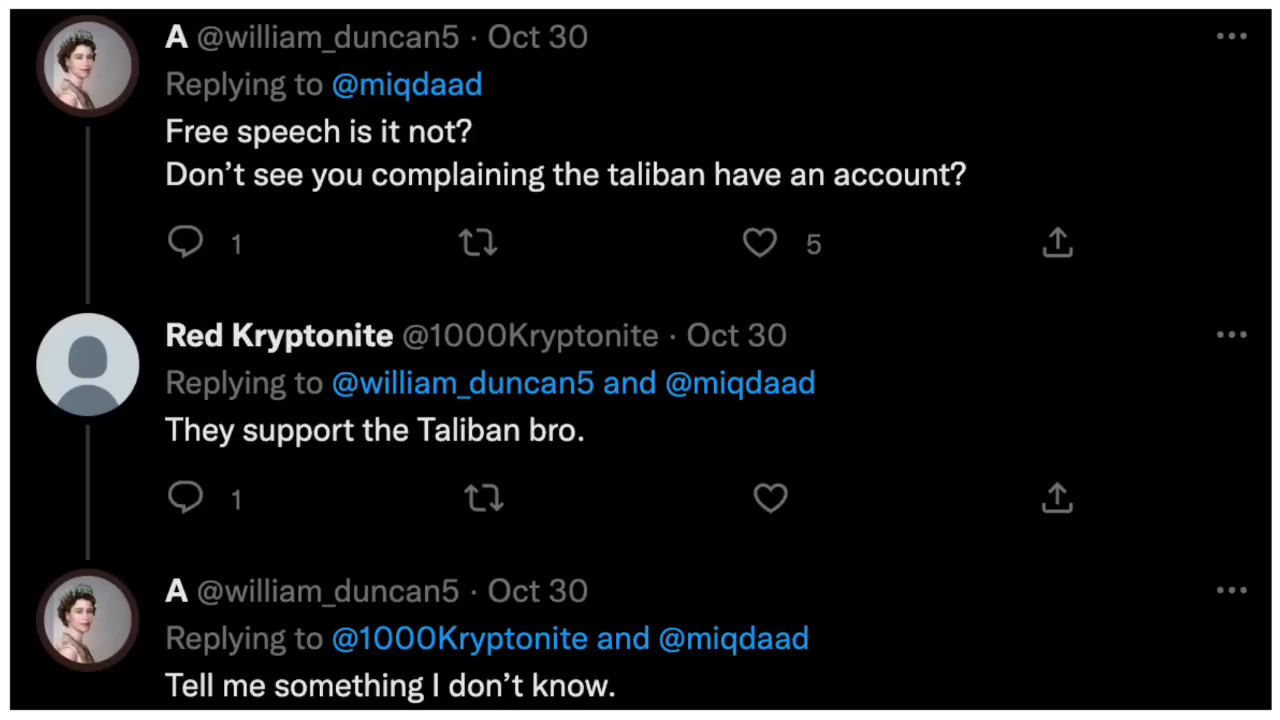 A @william_duncan5 · Oct 30
Replying to @miqdaad
Free speech is it not?
Don’t see you complaining the taliban have an account?
1 5
Red Kryptonite @1000Kryptonite · Oct 30
Replying to @william_duncan5 and @miqdaad
They support the Taliban bro.
1
A @william_duncan5 · Oct 30
Replying to @1000Kryptonite and @miqdaad
Tell me something I don’t know.